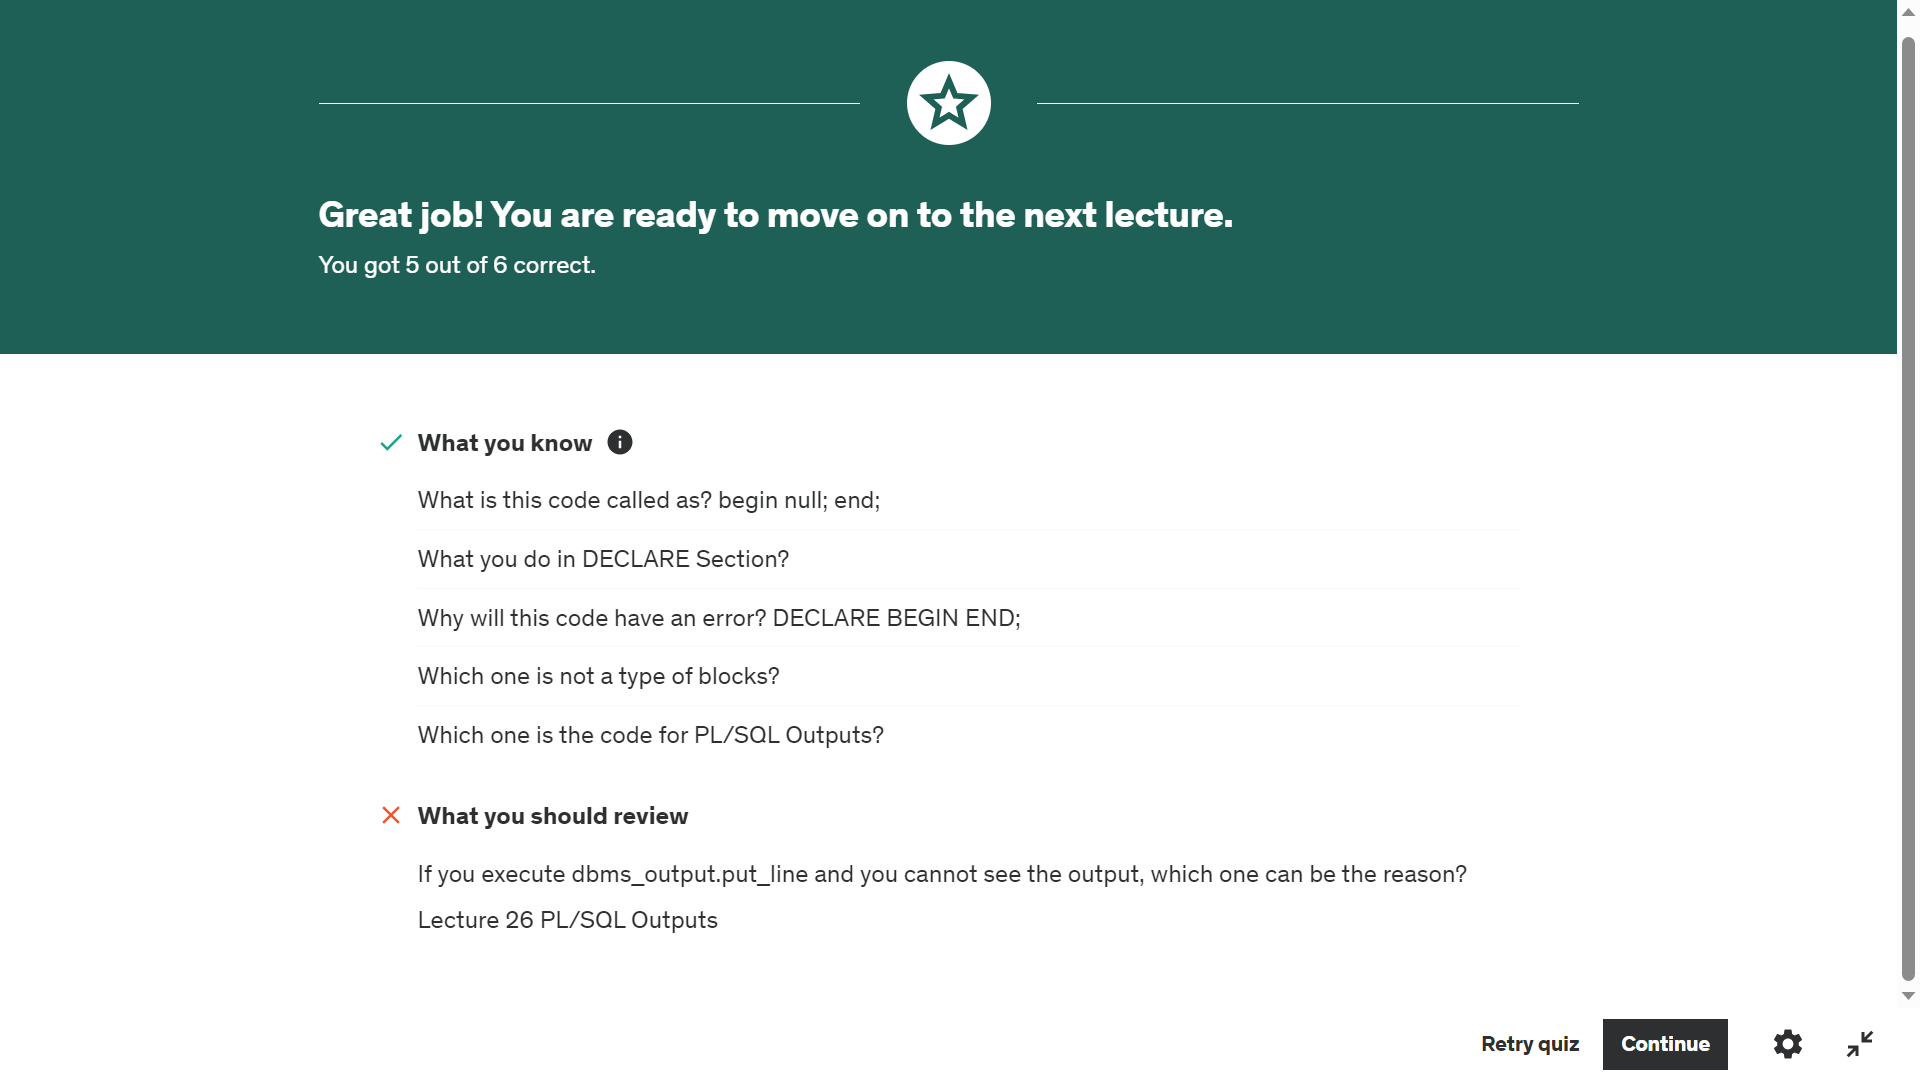 Great job! You are ready to move on to the next lecture.
You got 5 out of 6 correct.
What you know
What is this code called as? begin null; end;
What you do in DECLARE Section?
Why will this code have an error? DECLARE BEGIN END;
Which one is not a type of blocks?
Which one is the code for PL/SQL Outputs?
What you should review
If you execute dbms_output.put_line and you cannot see the output, which one can be the reason?
Lecture 26 PL/SQL Outputs
Retry quiz
Continue